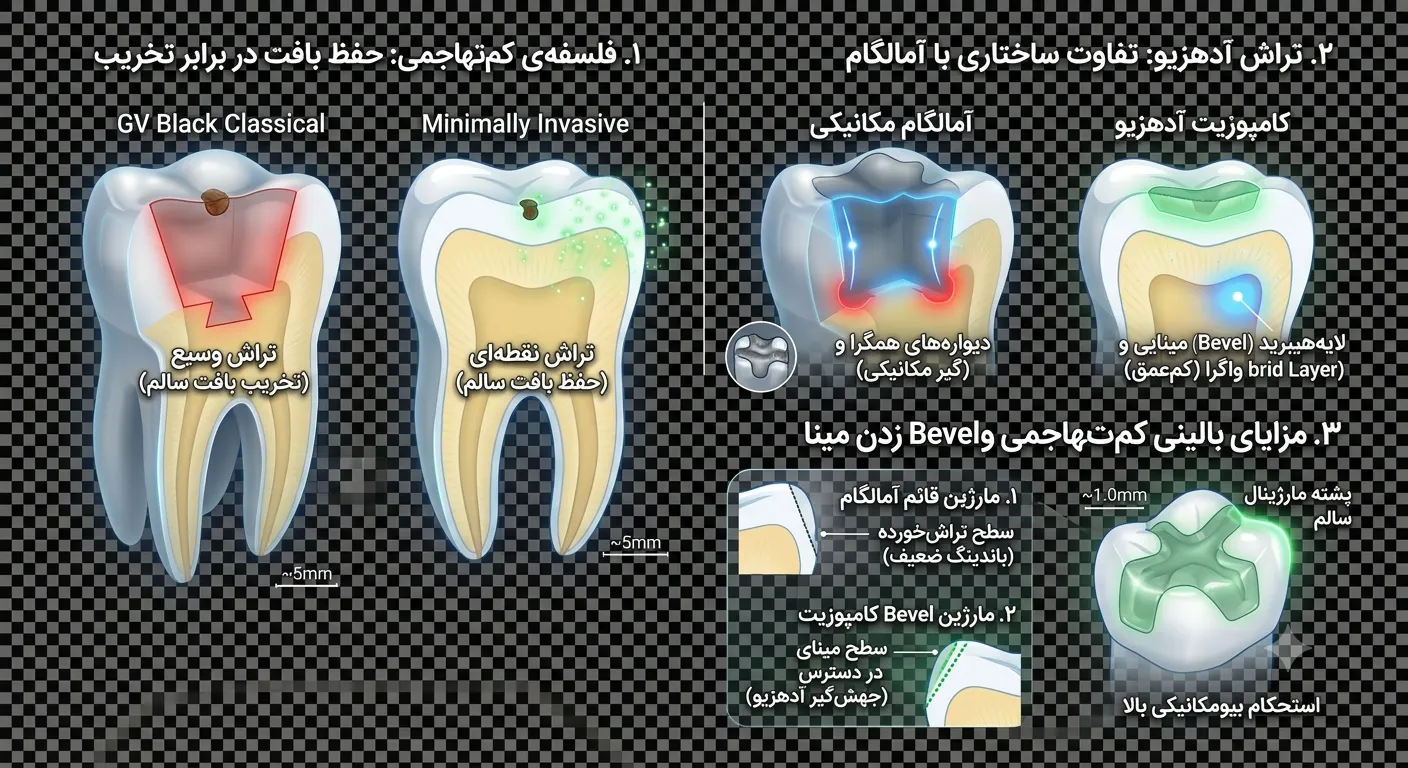 ۱. فلسفه‌ی کم‌تهاجمی: حفظ بافت در برابر تخریب
GV Black Classical
Minimally Invasive
تراش وسیع
(تخریب بافت سالم)
تراش نقطه‌ای
(حفظ بافت سالم)
~5mm
~5mm
۲. تراش آدهزیو: تفاوت ساختاری با آمالگام
آمالگام مکانیکی
کامپوزیت آدهزیو
دیواره‌های همگرا و
(گیر مکانیکی)
لایه‌هیبرید (Bevel) مینایی و
brid Layer واگرا (کم‌عمق)
۳. مزایای بالینی کم‌تهاجمی وBevel زدن مینا
۱. مارژین قائم آمالگام
سطح تراش‌خورده
(باندینگ ضعیف)
۲. مارژین Bevel کامپوزیت
سطح مینای
در دسترس
(جهش‌گیر آدهزیو)
~1.0mm
پشته مارژینال
سالم
استحکام بیومکانیکی بالا